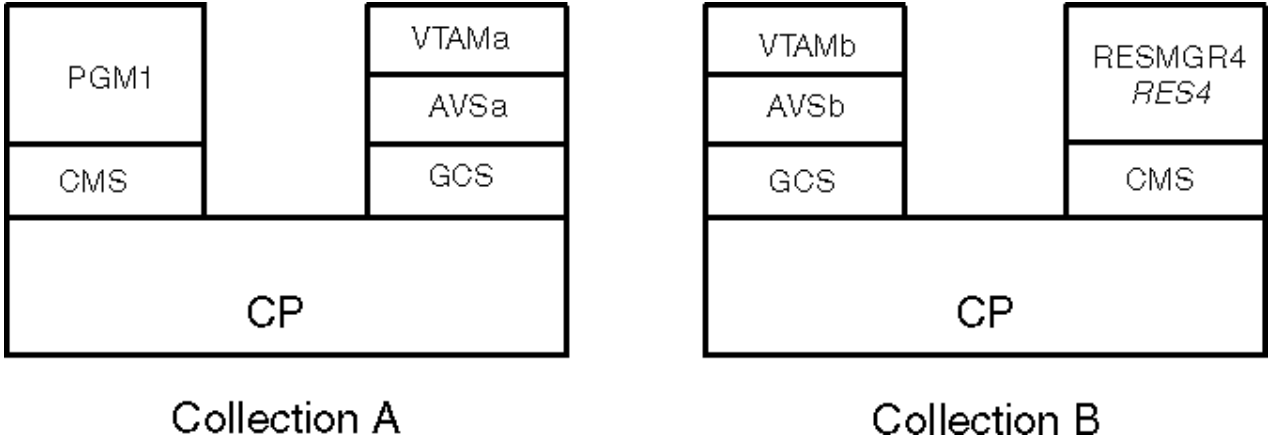 PGM1
CMS
VTAMa
AVSa
GCS
CP
Collection A
VTAMb
AVSb
GCS
RESMGR4
RES4
CMS
CP
Collection B